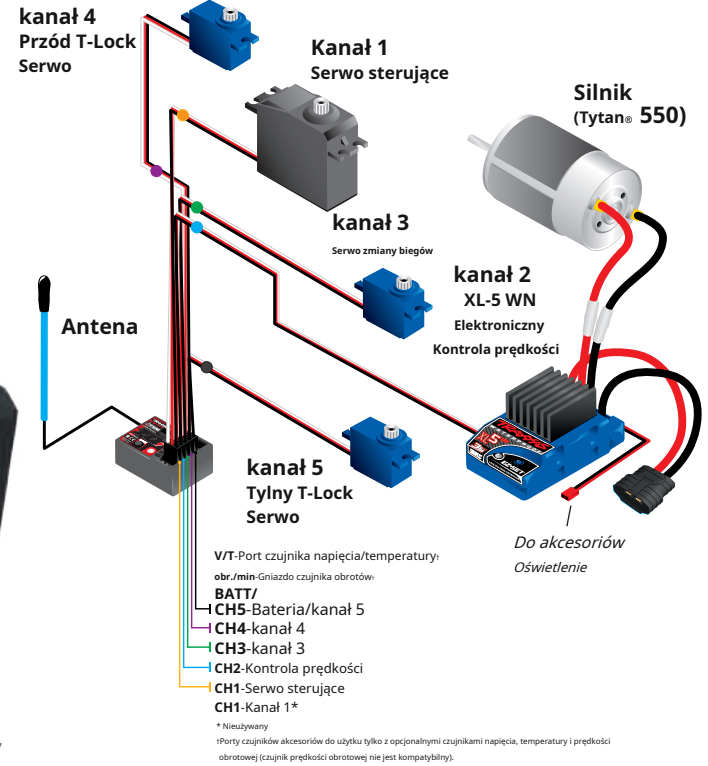 kanał 4
Przód T-Lock
Serwo
Kanał 1
Serwo sterujące
Silnik
(Tytan® 550)
kanał 3
Serwo zmiany biegów
kanał 2
XL-5 WN
Elektroniczny
Kontrola prędkości
Antena
kanał 5
Tylny T-Lock
Serwo
TRAXXAS
XL-5
Do akcesoriów
Oświetlenie
V/T-Port czujnika napięcia/temperatury†
obr./min-Gniazdo czujnika obrotów†
BATT/
CH5-Bateria/kanał 5
CH4-kanał 4
CH3-kanał 3
CH2-Kontrola prędkości
CH1-Serwo sterujące
CH1-Kanał 1*
* Nieużywany
†Porty czujników akcesoriów do użytku tylko z opcjonalnymi czujnikami napięcia, temperatury i prędkości
obrotowej (czujnik prędkości obrotowej nie jest kompatybilny).